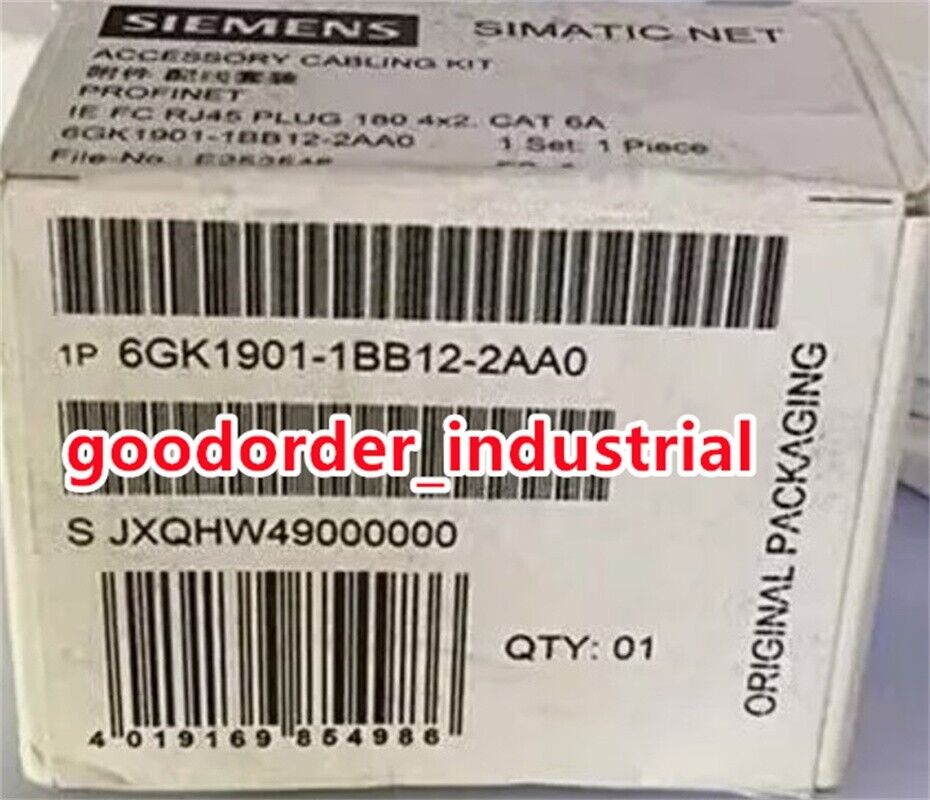 SIEMENS SIMATIC NET
ACCESSORY CABLING KIT
附件 配线套装
PROFINET
IE FC RJ45 PLUG 180 4x2, CAT 6A
6GK1901-1BB12-2AA0 1 Set: 1 Piece
File-No.:
1P 6GK1901-1BB12-2AA0
goodorder_industrial
S JXQHW49000000
QTY: 01
4 019169 854986
ORIGINAL PACKAGING